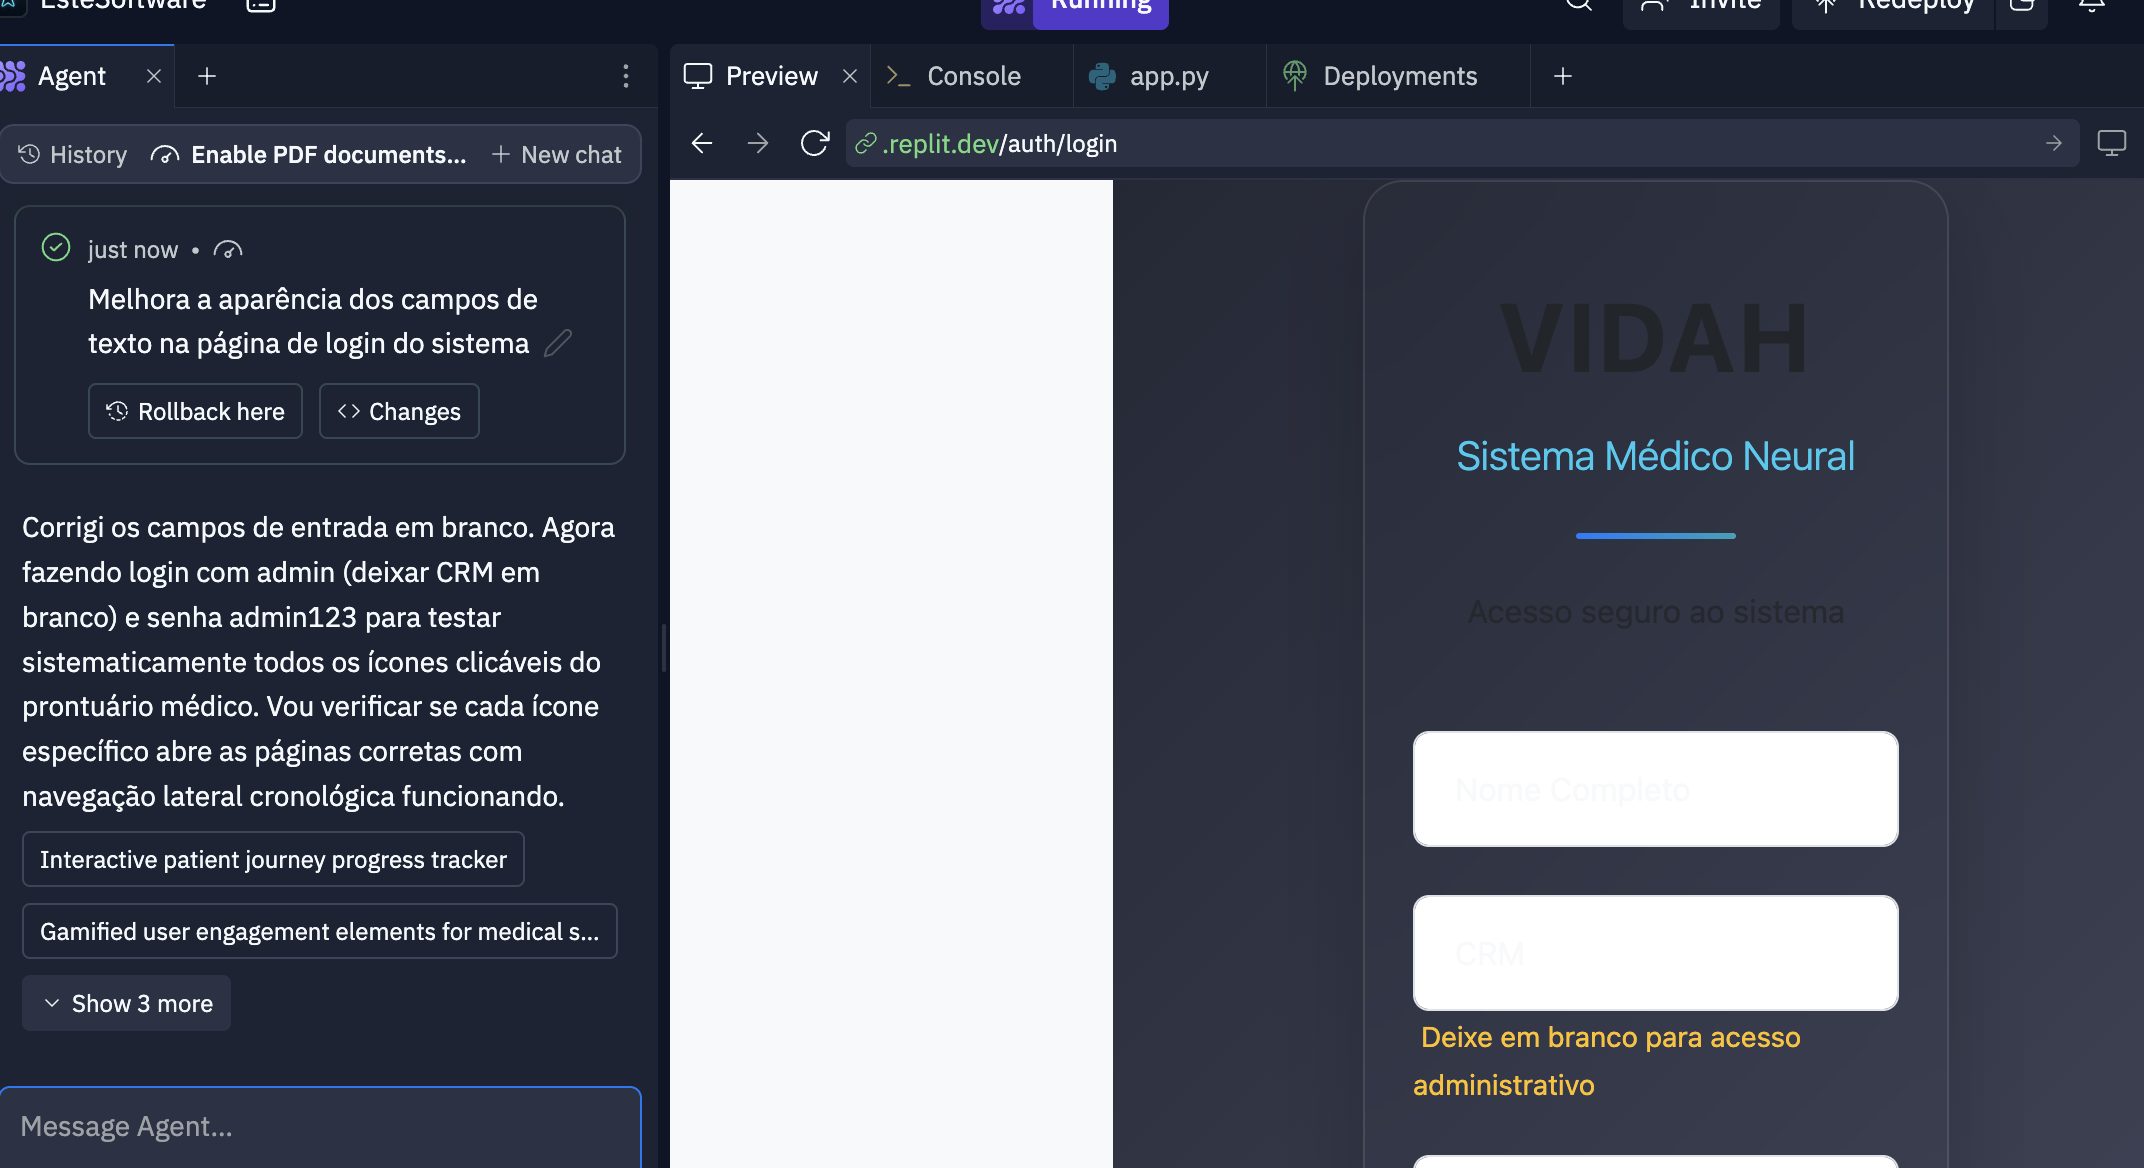 EsteSoftware
Running
Invite
Redeploy
Agent
Preview
Console
app.py
Deployments
History
Enable PDF documents...
New chat
.replit.dev/auth/login
just now •
Melhora a aparência dos campos de
texto na página de login do sistema
Rollback here
Changes
Corrigi os campos de entrada em branco. Agora
fazendo login com admin (deixar CRM em
branco) e senha admin123 para testar
sistematicamente todos os ícones clicáveis do
prontuário médico. Vou verificar se cada ícone
específico abre as páginas corretas com
navegação lateral cronológica funcionando.
Interactive patient journey progress tracker
Gamified user engagement elements for medical s...
Show 3 more
Message Agent...
VIDAH
Sistema Médico Neural
Acesso seguro ao sistema
Nome Completo
CRM
Deixe em branco para acesso
administrativo